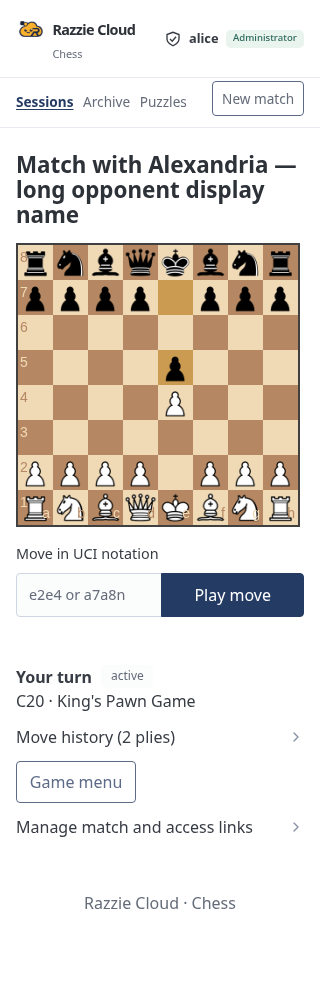 Razzie Cloud
Chess
alice
Administrator
Sessions Archive Puzzles
New match
Match with Alexandria —
long opponent display
name
8
7
6
5
4
3
2
1
a b c d e f g h
Move in UCI notation
e2e4 or a7a8n
Play move
Your turn active
C20 · King's Pawn Game
Move history (2 plies)
Game menu
Manage match and access links
Razzie Cloud · Chess